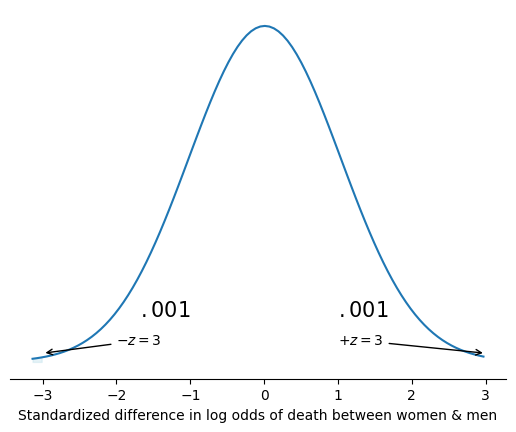 .001 .001
−z = 3 +z = 3
−3 −2 −1 0 1 2 3
Standardized difference in log odds of death between women & men